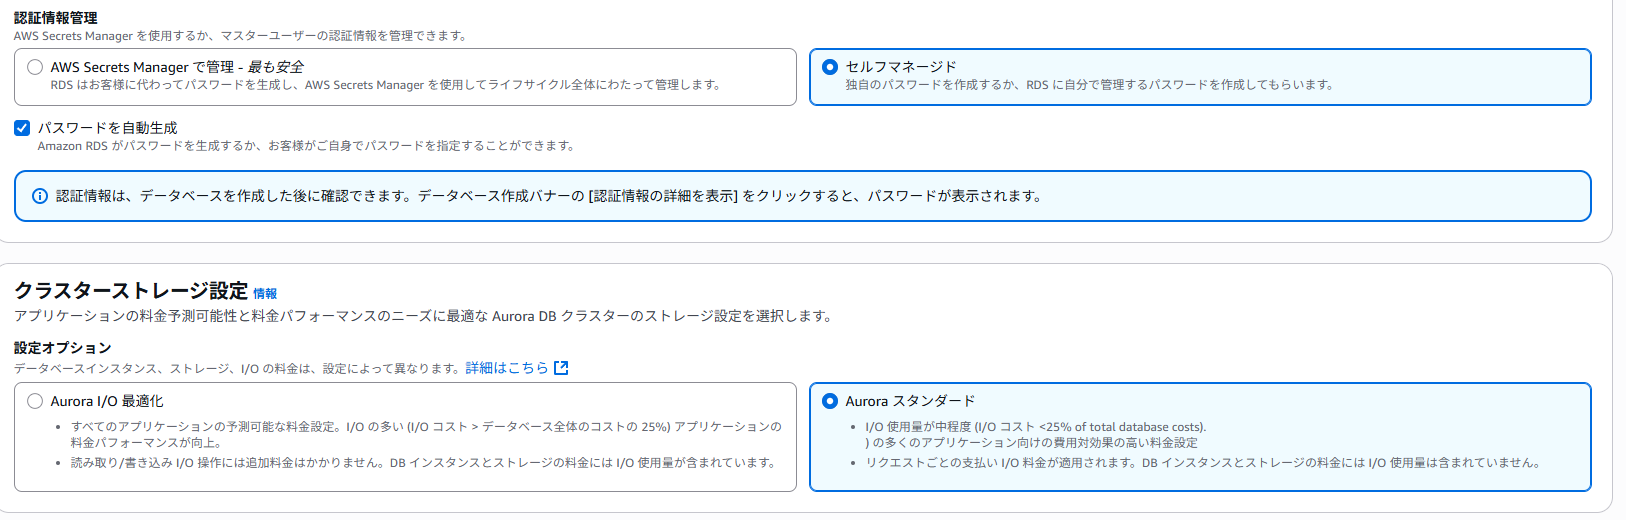 認証情報管理
AWS Secrets Manager を使用するか、マスターユーザーの認証情報を管理できます。
AWS Secrets Manager で管理 - 最も安全
RDS はお客様に代わってパスワードを生成し、AWS Secrets Manager を使用してライフサイクル全体にわたって管理します。
セルフマネージド
独自のパスワードを作成するか、RDS に自分で管理するパスワードを作成してもらいます。
パスワードを自動生成
Amazon RDS がパスワードを生成するか、お客様がご自身でパスワードを指定することができます。
認証情報は、データベースを作成した後に確認できます。データベース作成バナーの [認証情報の詳細を表示] をクリックすると、パスワードが表示されます。
クラスターストレージ設定 情報
アプリケーションの料金予測可能性と料金パフォーマンスのニーズに最適な Aurora DB クラスターのストレージ設定を選択します。
設定オプション
データベースインスタンス、ストレージ、I/O の料金は、設定によって異なります。詳細はこちら
Aurora I/O 最適化
• すべてのアプリケーションの予測可能な料金設定。I/O の多い (I/O コスト > データベース全体のコストの 25%) アプリケーションの
料金パフォーマンスが向上。
• 読み取り/書き込み I/O 操作には追加料金はかかりません。DB インスタンスとストレージの料金には I/O 使用量が含まれています。
Aurora スタンダード
• I/O 使用量が中程度 (I/O コスト <25% of total database costs).
) の多くのアプリケーション向けの費用対効果の高い料金設定
• リクエストごとの支払い I/O 料金が適用されます。DB インスタンスとストレージの料金には I/O 使用量は含まれていません。